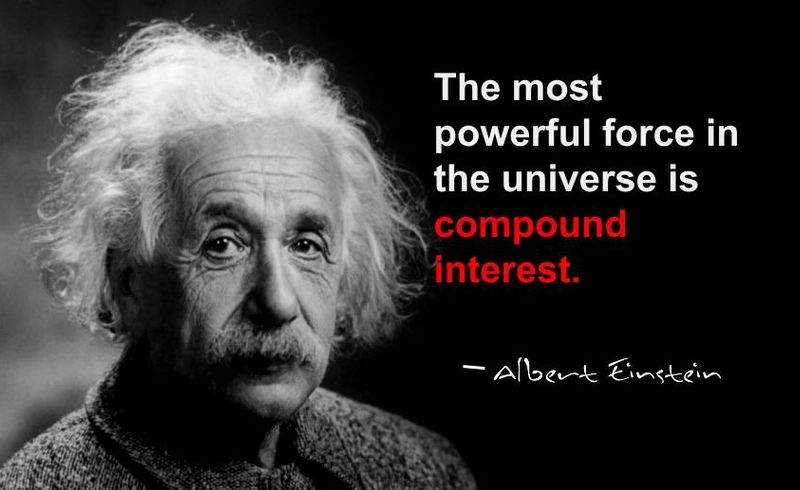 The most
powerful force in
the universe is
compound
interest.
– Albert Einstein